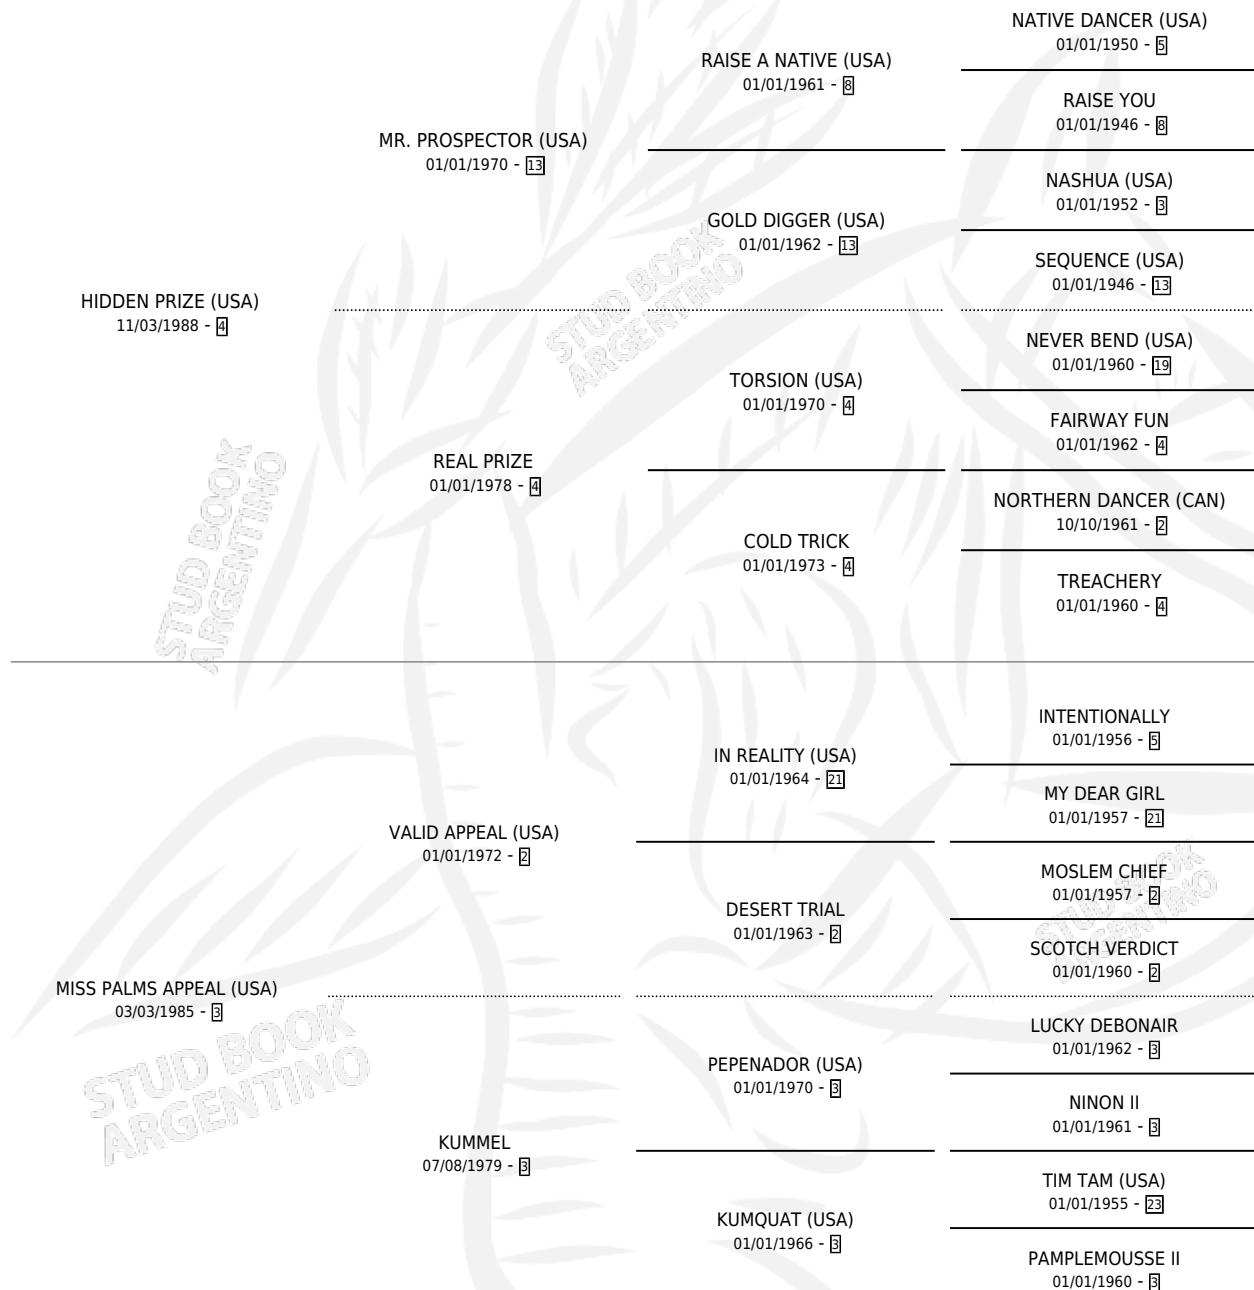 HIDDEN PRIZE (USA)
11/03/1988 - 4
MR. PROSPECTOR (USA)
01/01/1970 - 13
RAISE A NATIVE (USA)
01/01/1961 - 8
NATIVE DANCER (USA)
01/01/1950 - 5
RAISE YOU
01/01/1946 - 8
GOLD DIGGER (USA)
01/01/1962 - 13
NASHUA (USA)
01/01/1952 - 3
SEQUENCE (USA)
01/01/1946 - 13
REAL PRIZE
01/01/1978 - 4
TORSION (USA)
01/01/1970 - 4
NEVER BEND (USA)
01/01/1960 - 19
FAIRWAY FUN
01/01/1962 - 4
COLD TRICK
01/01/1973 - 4
NORTHERN DANCER (CAN)
10/10/1961 - 2
TREACHERY
01/01/1960 - 4
MISS PALMS APPEAL (USA)
03/03/1985 - 3
VALID APPEAL (USA)
01/01/1972 - 2
IN REALITY (USA)
01/01/1964 - 21
INTENTIONALLY
01/01/1956 - 5
MY DEAR GIRL
01/01/1957 - 21
DESERT TRIAL
01/01/1963 - 2
MOSLEM CHIEF
01/01/1957 - 2
SCOTCH VERDICT
01/01/1960 - 2
KUMMEL
07/08/1979 - 3
PEPENADOR (USA)
01/01/1970 - 3
LUCKY DEBONAIR
01/01/1962 - 3
NINON II
01/01/1961 - 3
KUMQUAT (USA)
01/01/1966 - 3
TIM TAM (USA)
01/01/1955 - 23
PAMPLEMOUSSE II
01/01/1960 - 3
STUD BOOK
ARGENTINO
STUD BOOK
ARGENTINO
STUD BOOK
ARGENTINO
STUD BOOK
ARGENTINO